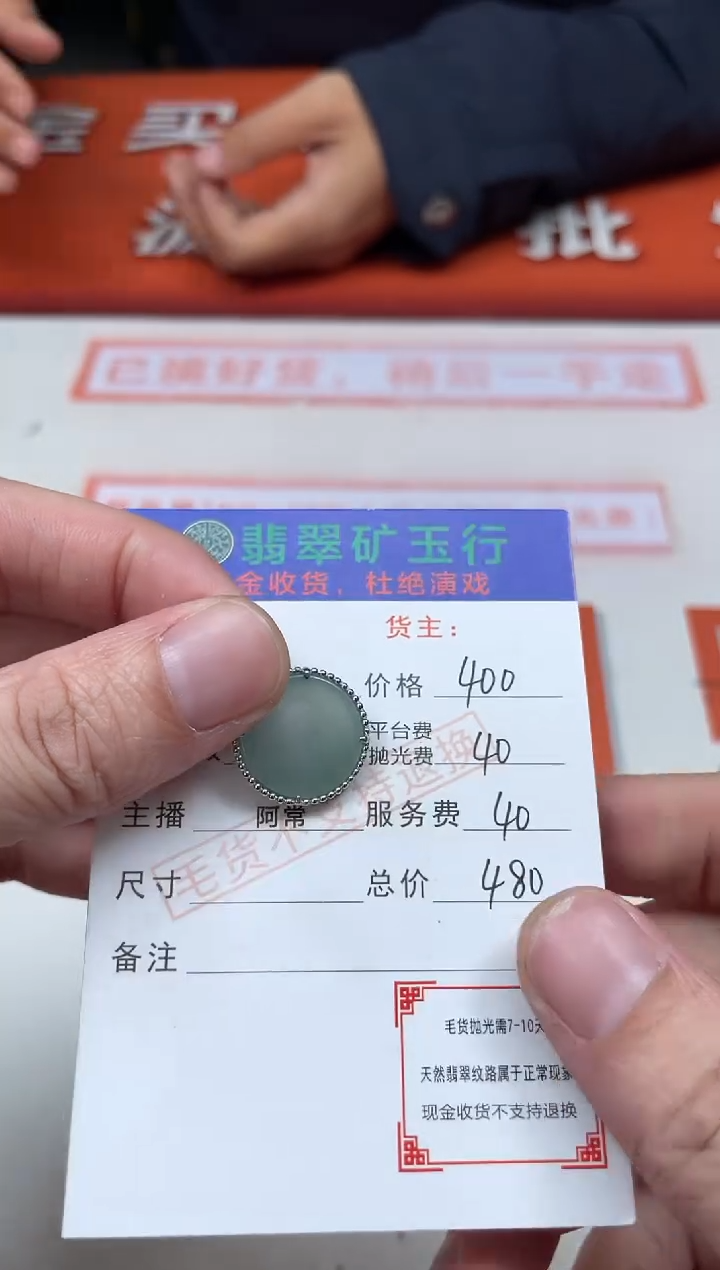 买
批
翡翠矿玉行
金收货，杜绝演戏
货主：
价格 400
平台费
抛光费 40
主播 阿常 服务费 40
尺寸 总价 480
毛货不支持退换
备注
毛货抛光需7-10天
天然翡翠纹路属于正常现象
现金收货不支持退换